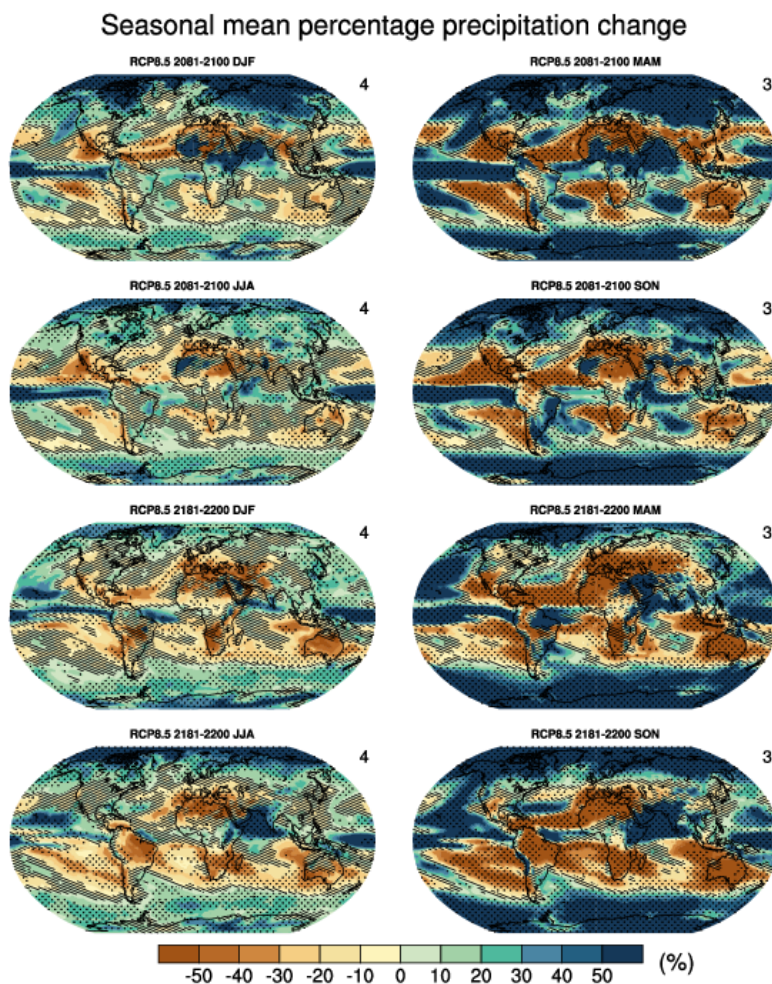 Seasonal mean percentage precipitation change
RCP8.5 2081-2100 DJF
4
RCP8.5 2081-2100 MAM
3
RCP8.5 2081-2100 JJA
4
RCP8.5 2081-2100 SON
3
RCP8.5 2181-2200 DJF
4
RCP8.5 2181-2200 MAM
3
RCP8.5 2181-2200 JJA
4
RCP8.5 2181-2200 SON
3
-50 -40 -30 -20 -10 0 10 20 30 40 50 (%)